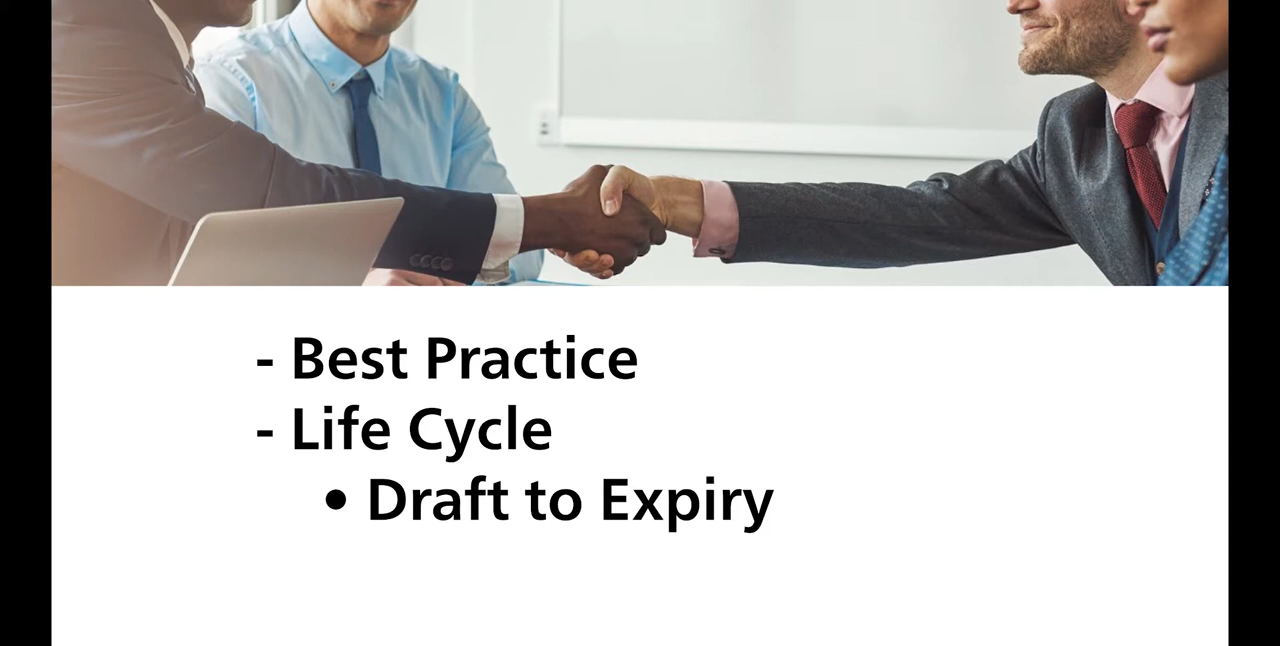 - Best Practice
- Life Cycle
• Draft to Expiry